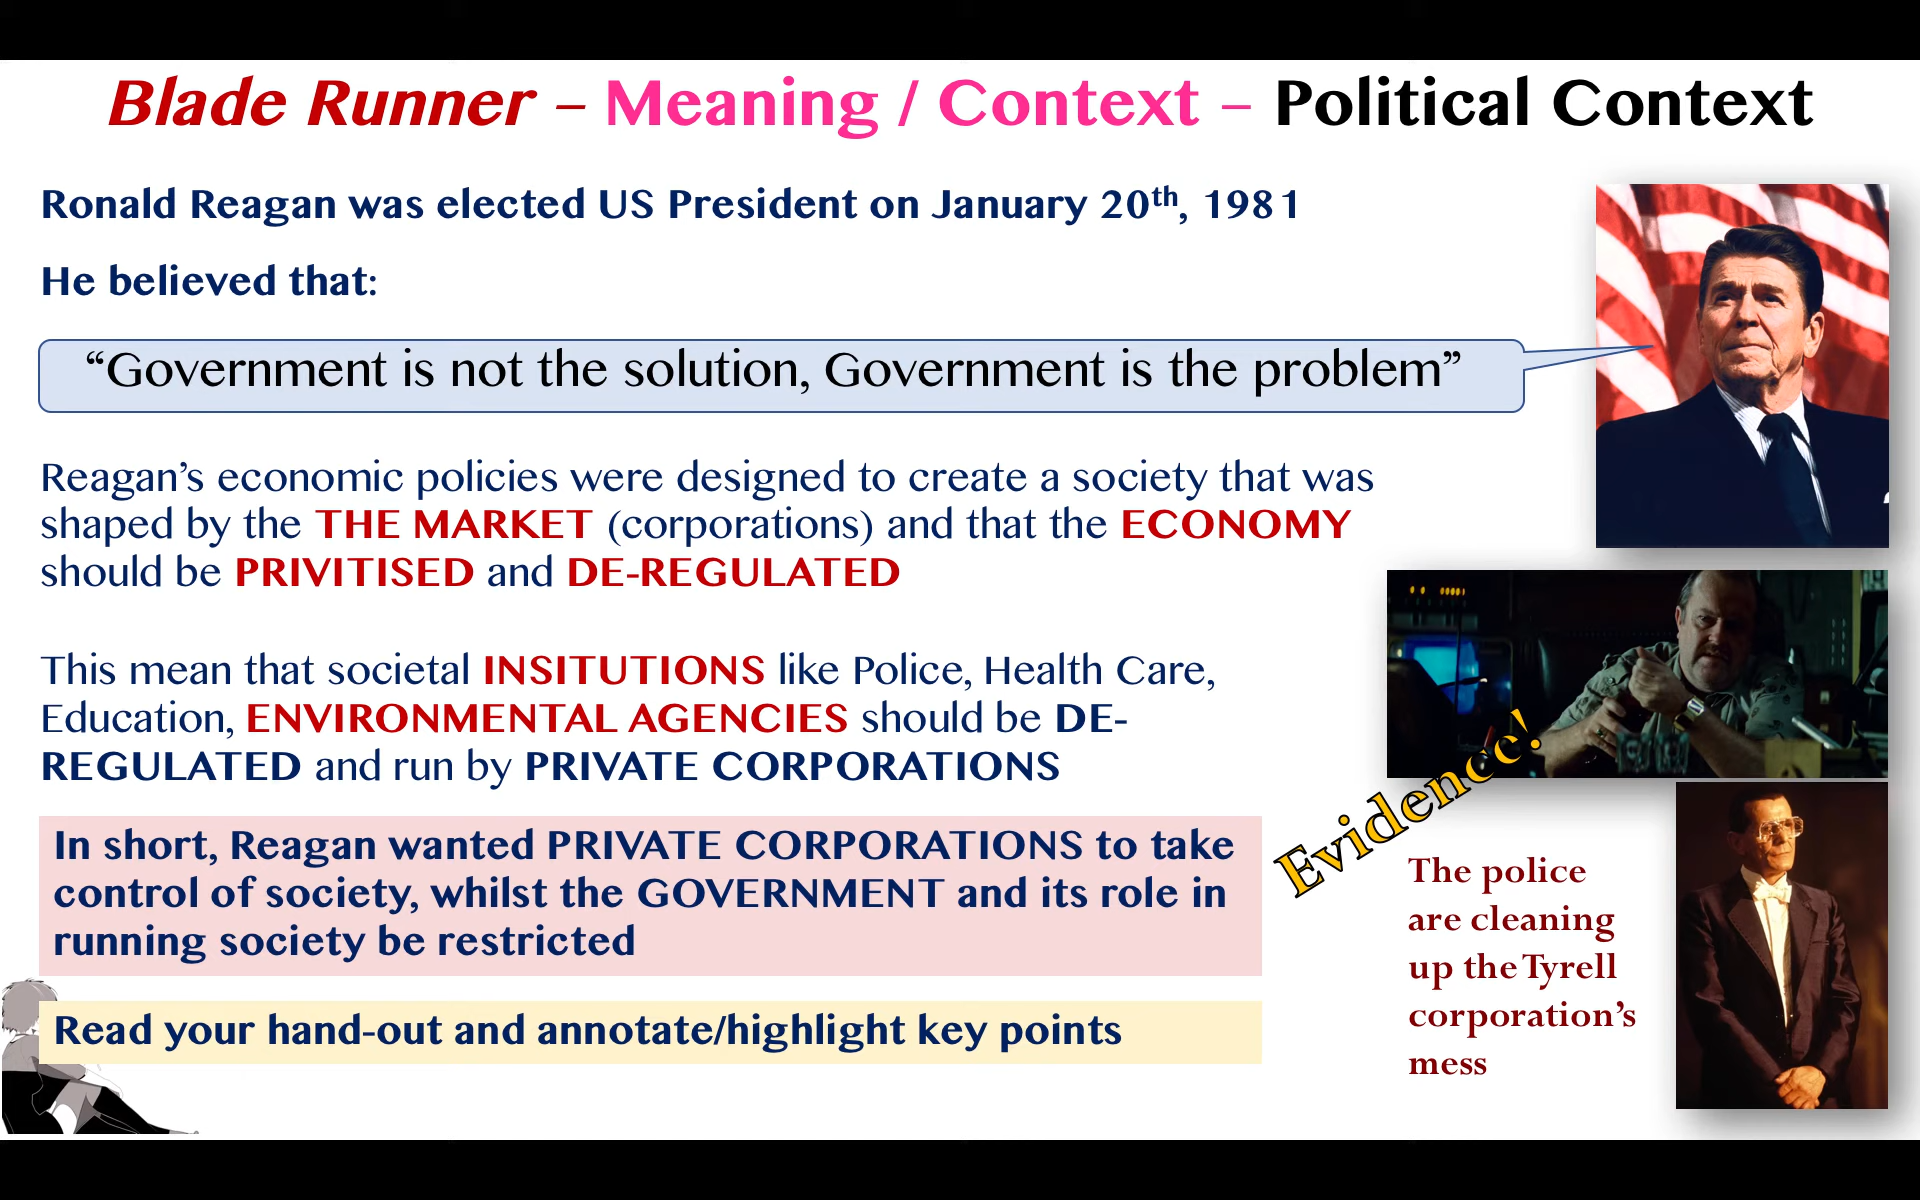 Blade Runner – Meaning / Context – Political Context
Ronald Reagan was elected US President on January 20th, 1981
He believed that:
“Government is not the solution, Government is the problem”
Reagan’s economic policies were designed to create a society that was
shaped by the THE MARKET (corporations) and that the ECONOMY
should be PRIVITISED and DE-REGULATED
This mean that societal INSITUTIONS like Police, Health Care,
Education, ENVIRONMENTAL AGENCIES should be DE-
REGULATED and run by PRIVATE CORPORATIONS
In short, Reagan wanted PRIVATE CORPORATIONS to take
control of society, whilst the GOVERNMENT and its role in
running society be restricted
Read your hand-out and annotate/highlight key points
Evidence!
The police
are cleaning
up the Tyrell
corporation’s
mess